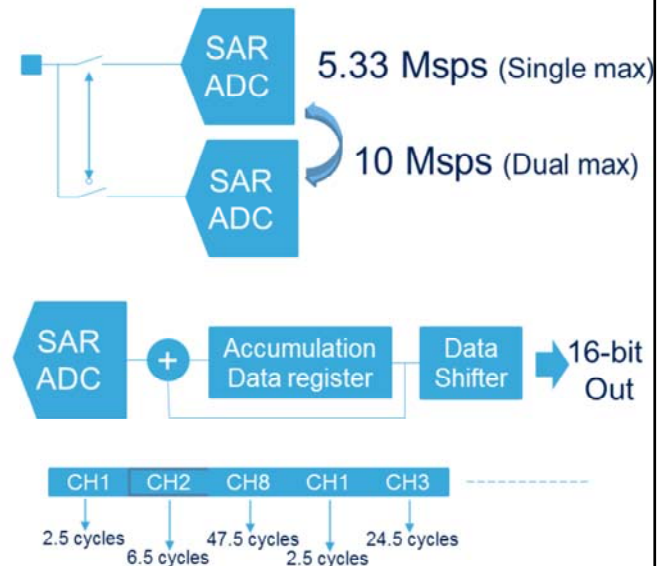 SAR
ADC
5.33 Msps (Single max)
SAR
ADC
10 Msps (Dual max)
SAR
ADC
+
Accumulation
Data register
Data
Shifter
16-bit
Out
CH1 CH2 CH8 CH1 CH3
2.5 cycles 6.5 cycles 47.5 cycles 2.5 cycles 24.5 cycles